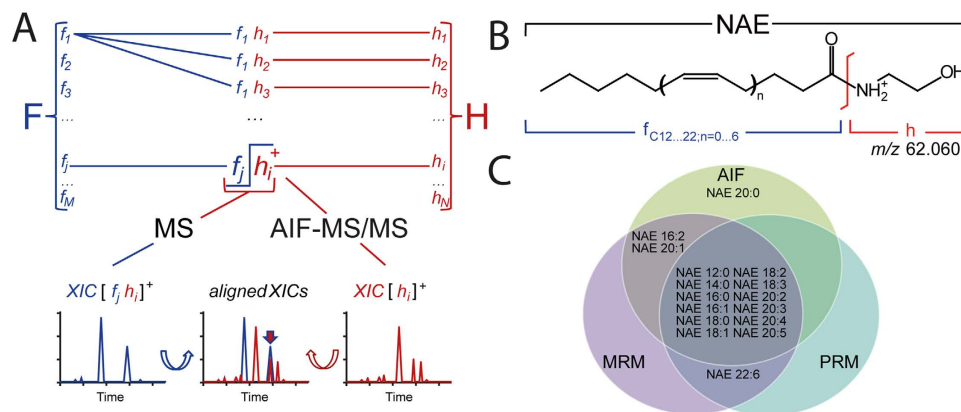 A
F
f1
f2
f3
...
fj
...
fM
f1 h1
f1 h2
f1 h3
...
fj hi+
h1
h2
h3
...
hi
...
hN
H
MS
AIF-MS/MS
XIC [ fj hi]+
aligned XICs
XIC [ hi]+
Time
Time
Time
B
NAE
O
OH
NH2+
( )n
fC12...22;n=0...6
h
m/z 62.060
C
AIF
NAE 20:0
NAE 16:2
NAE 20:1
NAE 12:0 NAE 18:2
NAE 14:0 NAE 18:3
NAE 16:0 NAE 20:2
NAE 16:1 NAE 20:3
NAE 18:0 NAE 20:4
NAE 18:1 NAE 20:5
MRM
PRM
NAE 22:6